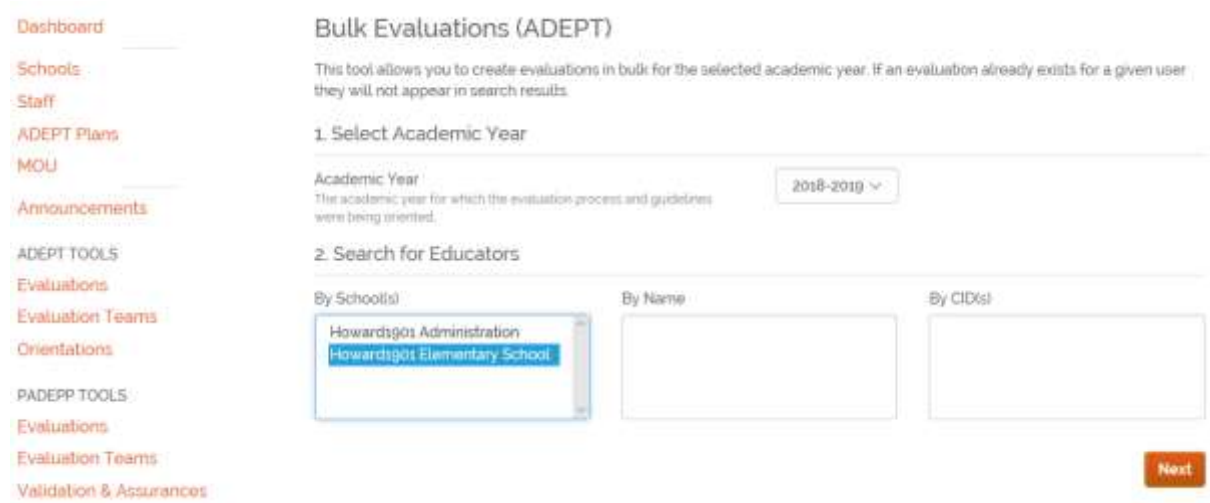 Dashboard
Schools
Staff
ADEPT Plans
MOU
Announcements
ADEPT TOOLS
Evaluations
Evaluation Teams
Orientations
PADEPP TOOLS
Evaluations
Evaluation Teams
Validation & Assurances
Bulk Evaluations (ADEPT)
This tool allows you to create evaluations in bulk for the selected academic year. If an evaluation already exists for a given user
they will not appear in search results.
1. Select Academic Year
Academic Year
The academic year for which the evaluation process and guidelines
were being oriented.
2018-2019
2. Search for Educators
By School(s)
By Name
By CID(s)
Howard1901 Administration
Howard1901 Elementary School
Next